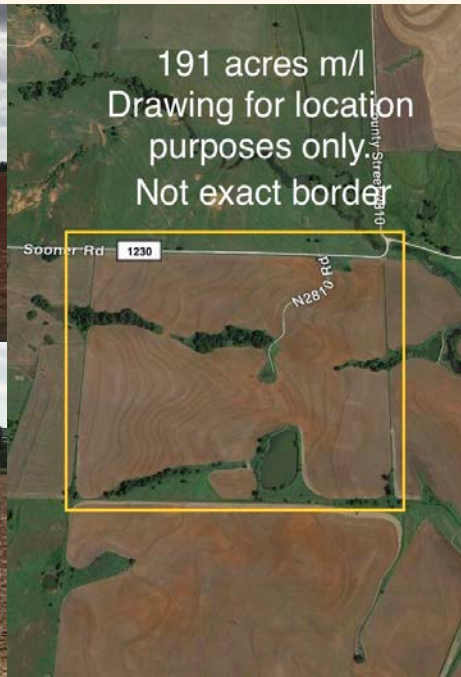 191 acres m/l
Drawing for location
purposes only.
Not exact border
County Street 2810
Sooner Rd 1230
N2810 Rd